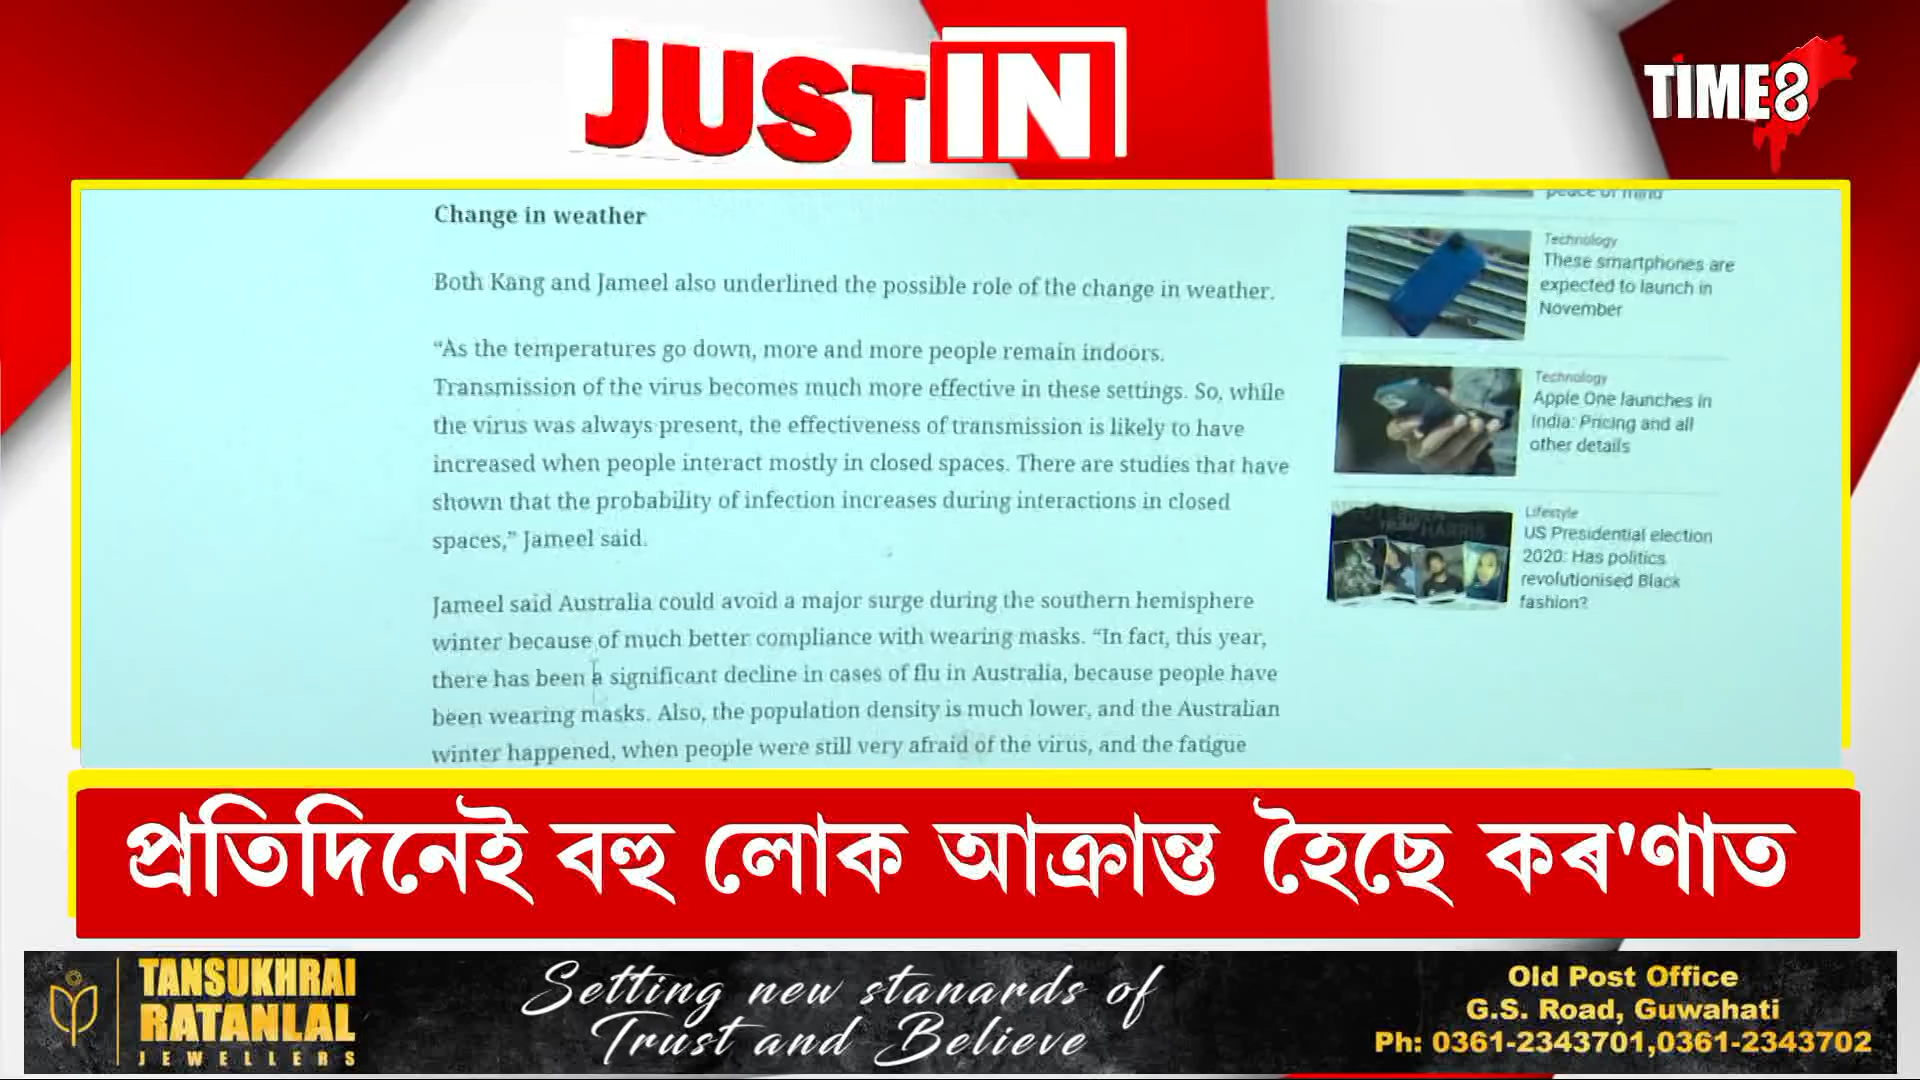 JUST IN
TIME8
Change in weather
Both Kang and Jameel also underlined the possible role of the change in weather.
“As the temperatures go down, more and more people remain indoors.
Transmission of the virus becomes much more effective in these settings. So, while
the virus was always present, the effectiveness of transmission is likely to have
increased when people interact mostly in closed spaces. There are studies that have
shown that the probability of infection increases during interactions in closed
spaces,” Jameel said.
Jameel said Australia could avoid a major surge during the southern hemisphere
winter because of much better compliance with wearing masks. “In fact, this year,
there has been a significant decline in cases of flu in Australia, because people have
been wearing masks. Also, the population density is much lower, and the Australian
winter happened, when people were still very afraid of the virus, and the fatigue
peace of mind
Technology
These smartphones are
expected to launch in
November
Technology
Apple One launches in
India: Pricing and all
other details
Lifestyle
US Presidential election
2020: Has politics
revolutionised Black
fashion?
প্ৰতিদিনেই বহু লোক আক্ৰান্ত হৈছে কৰ'ণাত
TANSUKHRAI
RATANLAL
JEWELLERS
Setting new stanards of
Trust and Believe
Old Post Office
G.S. Road, Guwahati
Ph: 0361-2343701,0361-2343702